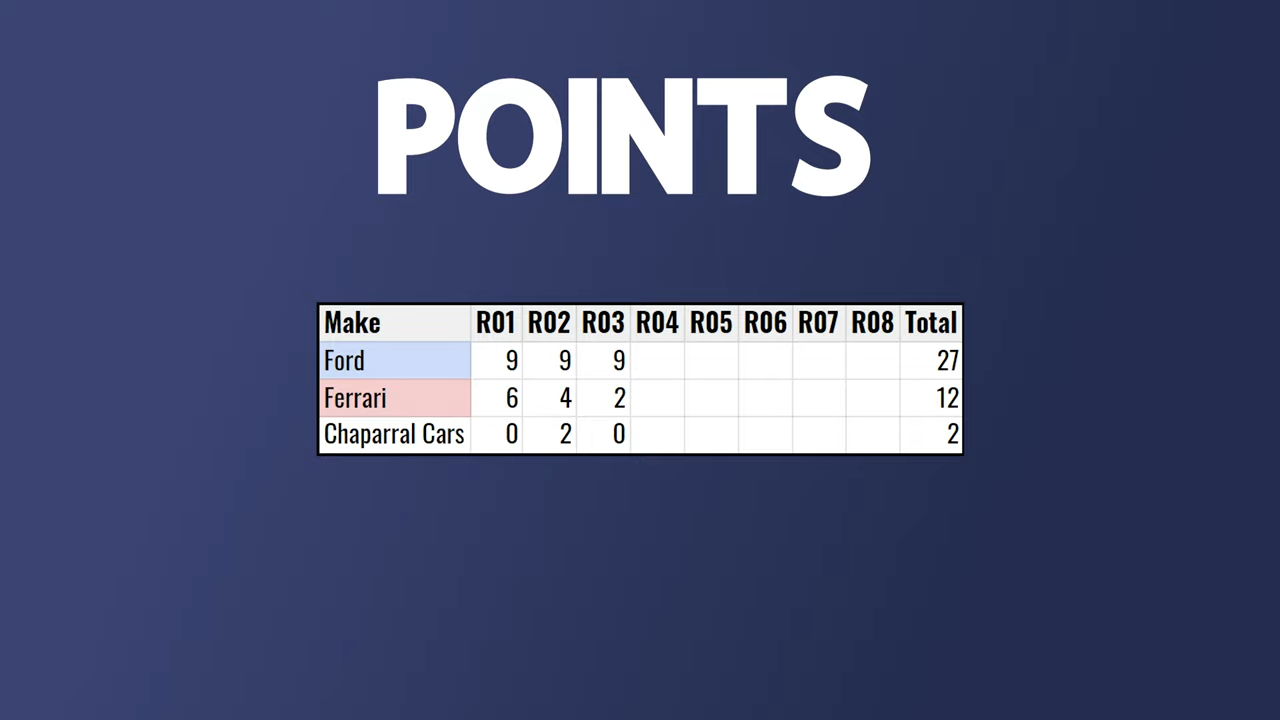 POINTS
Make R01 R02 R03 R04 R05 R06 R07 R08 Total
Ford 9 9 9 27
Ferrari 6 4 2 12
Chaparral Cars 0 2 0 2